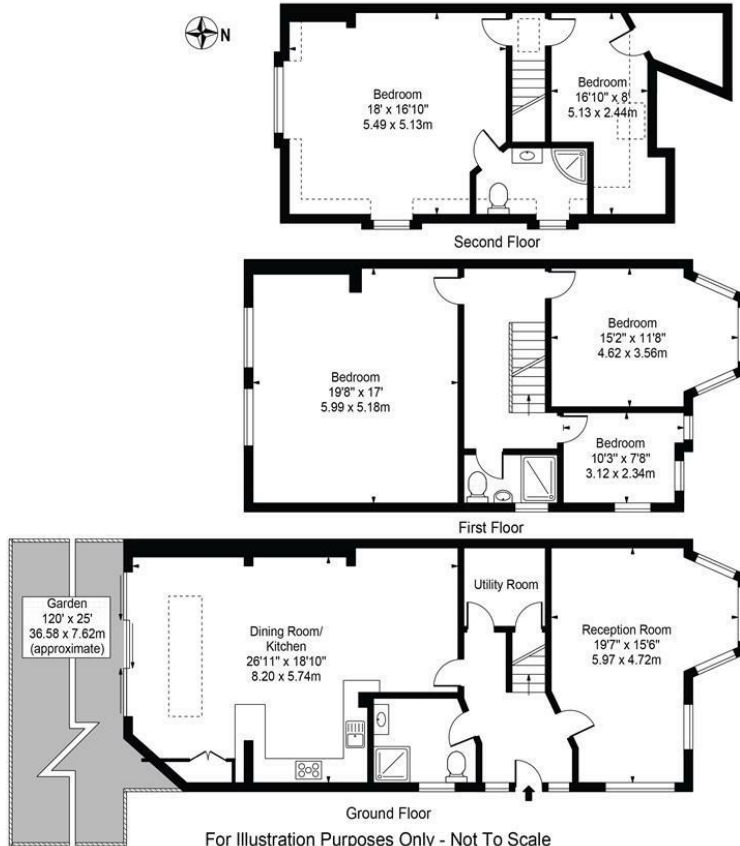 N
Bedroom
18' x 16'10"
5.49 x 5.13m
Bedroom
16'10" x 8'
5.13 x 2.44m
Second Floor
Bedroom
19'8" x 17'
5.99 x 5.18m
Bedroom
15'2" x 11'8"
4.62 x 3.56m
Bedroom
10'3" x 7'8"
3.12 x 2.34m
First Floor
Garden
120' x 25'
36.58 x 7.62m
(approximate)
Dining Room/
Kitchen
26'11" x 18'10"
8.20 x 5.74m
Utility Room
Reception Room
19'7" x 15'6"
5.97 x 4.72m
Ground Floor
For Illustration Purposes Only - Not To Scale